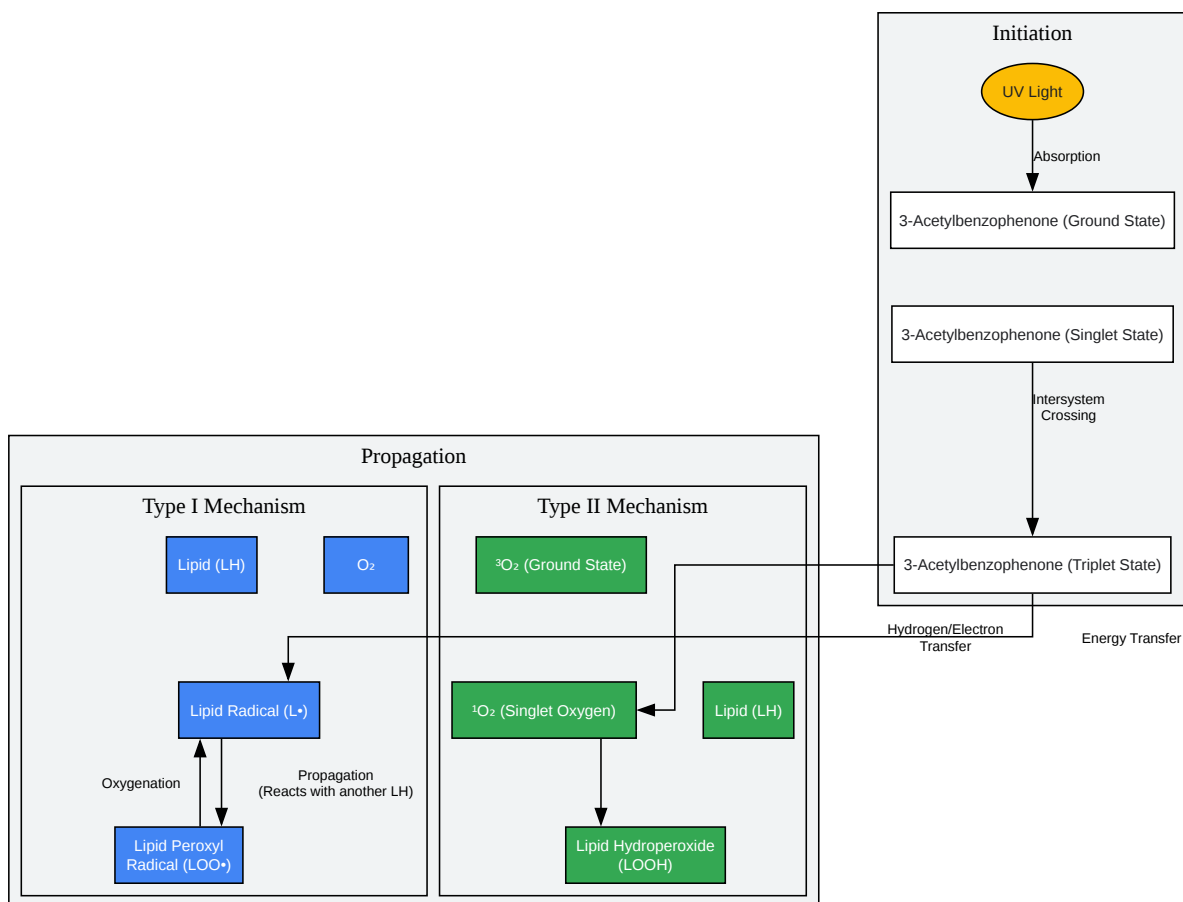 Initiation
UV Light
Absorption
3-Acetylbenzophenone (Ground State)
3-Acetylbenzophenone (Singlet State)
Intersystem
Crossing
Propagation
Type I Mechanism
Type II Mechanism
Lipid (LH)
O₂
³O₂ (Ground State)
3-Acetylbenzophenone (Triplet State)
Hydrogen/Electron
Transfer
Energy Transfer
Lipid Radical (L•)
¹O₂ (Singlet Oxygen)
Lipid (LH)
Oxygenation
Propagation
(Reacts with another LH)
Lipid Peroxyl
Radical (LOO•)
Lipid Hydroperoxide
(LOOH)